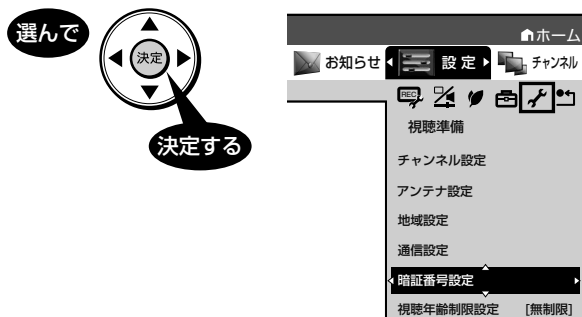 選んで
決定
決定する
ホーム
お知らせ
設定
チャンネル
REC
視聴準備
チャンネル設定
アンテナ設定
地域設定
通信設定
暗証番号設定
視聴年齢制限設定 [無制限]